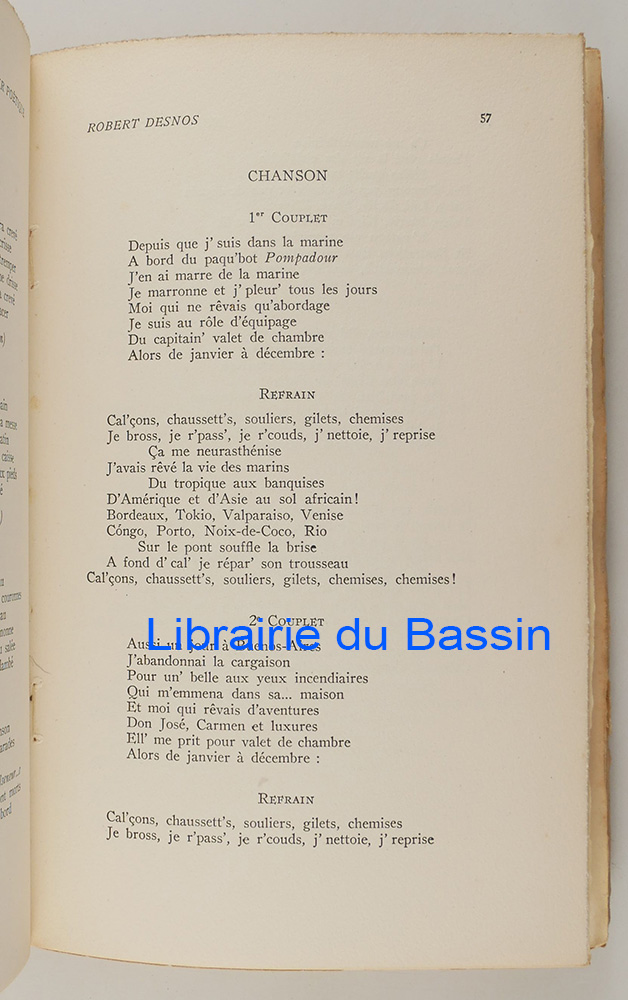 ROBERT DESNOS 57
CHANSON
1er COUPLET
Depuis que j' suis dans la marine
A bord du paqu'bot Pompadour
J'en ai marre de la marine
Je marronne et j' pleur' tous les jours
Moi qui ne rêvais qu'abordage
Je suis au rôle d'équipage
Du capitain' valet de chambre
Alors de janvier à décembre :
REFRAIN
Cal'çons, chaussett's, souliers, gilets, chemises
Je bross, je r'pass', je r'couds, j' nettoie, j' reprise
Ça me neurasthénise
J'avais rêvé la vie des marins
Du tropique aux banquises
D'Amérique et d'Asie au sol africain!
Bordeaux, Tokio, Valparaiso, Venise
Cóngo, Porto, Noix-de-Coco, Rio
Sur le pont souffle la brise
A fond d' cal' je répar' son trousseau
Cal'çons, chaussett's, souliers, gilets, chemises, chemises!
2e COUPLET
Librairie du Bassin
Aussi un jour à Buenos-Aires
J'abandonnai la cargaison
Pour un' belle aux yeux incendiaires
Qui m'emmena dans sa... maison
Et moi qui rêvais d'aventures
Don José, Carmen et luxures
Ell' me prit pour valet de chambre
Alors de janvier à décembre :
REFRAIN
Cal'çons, chaussett's, souliers, gilets, chemises
Je bross, je r'pass', je r'couds, j' nettoie, j' reprise